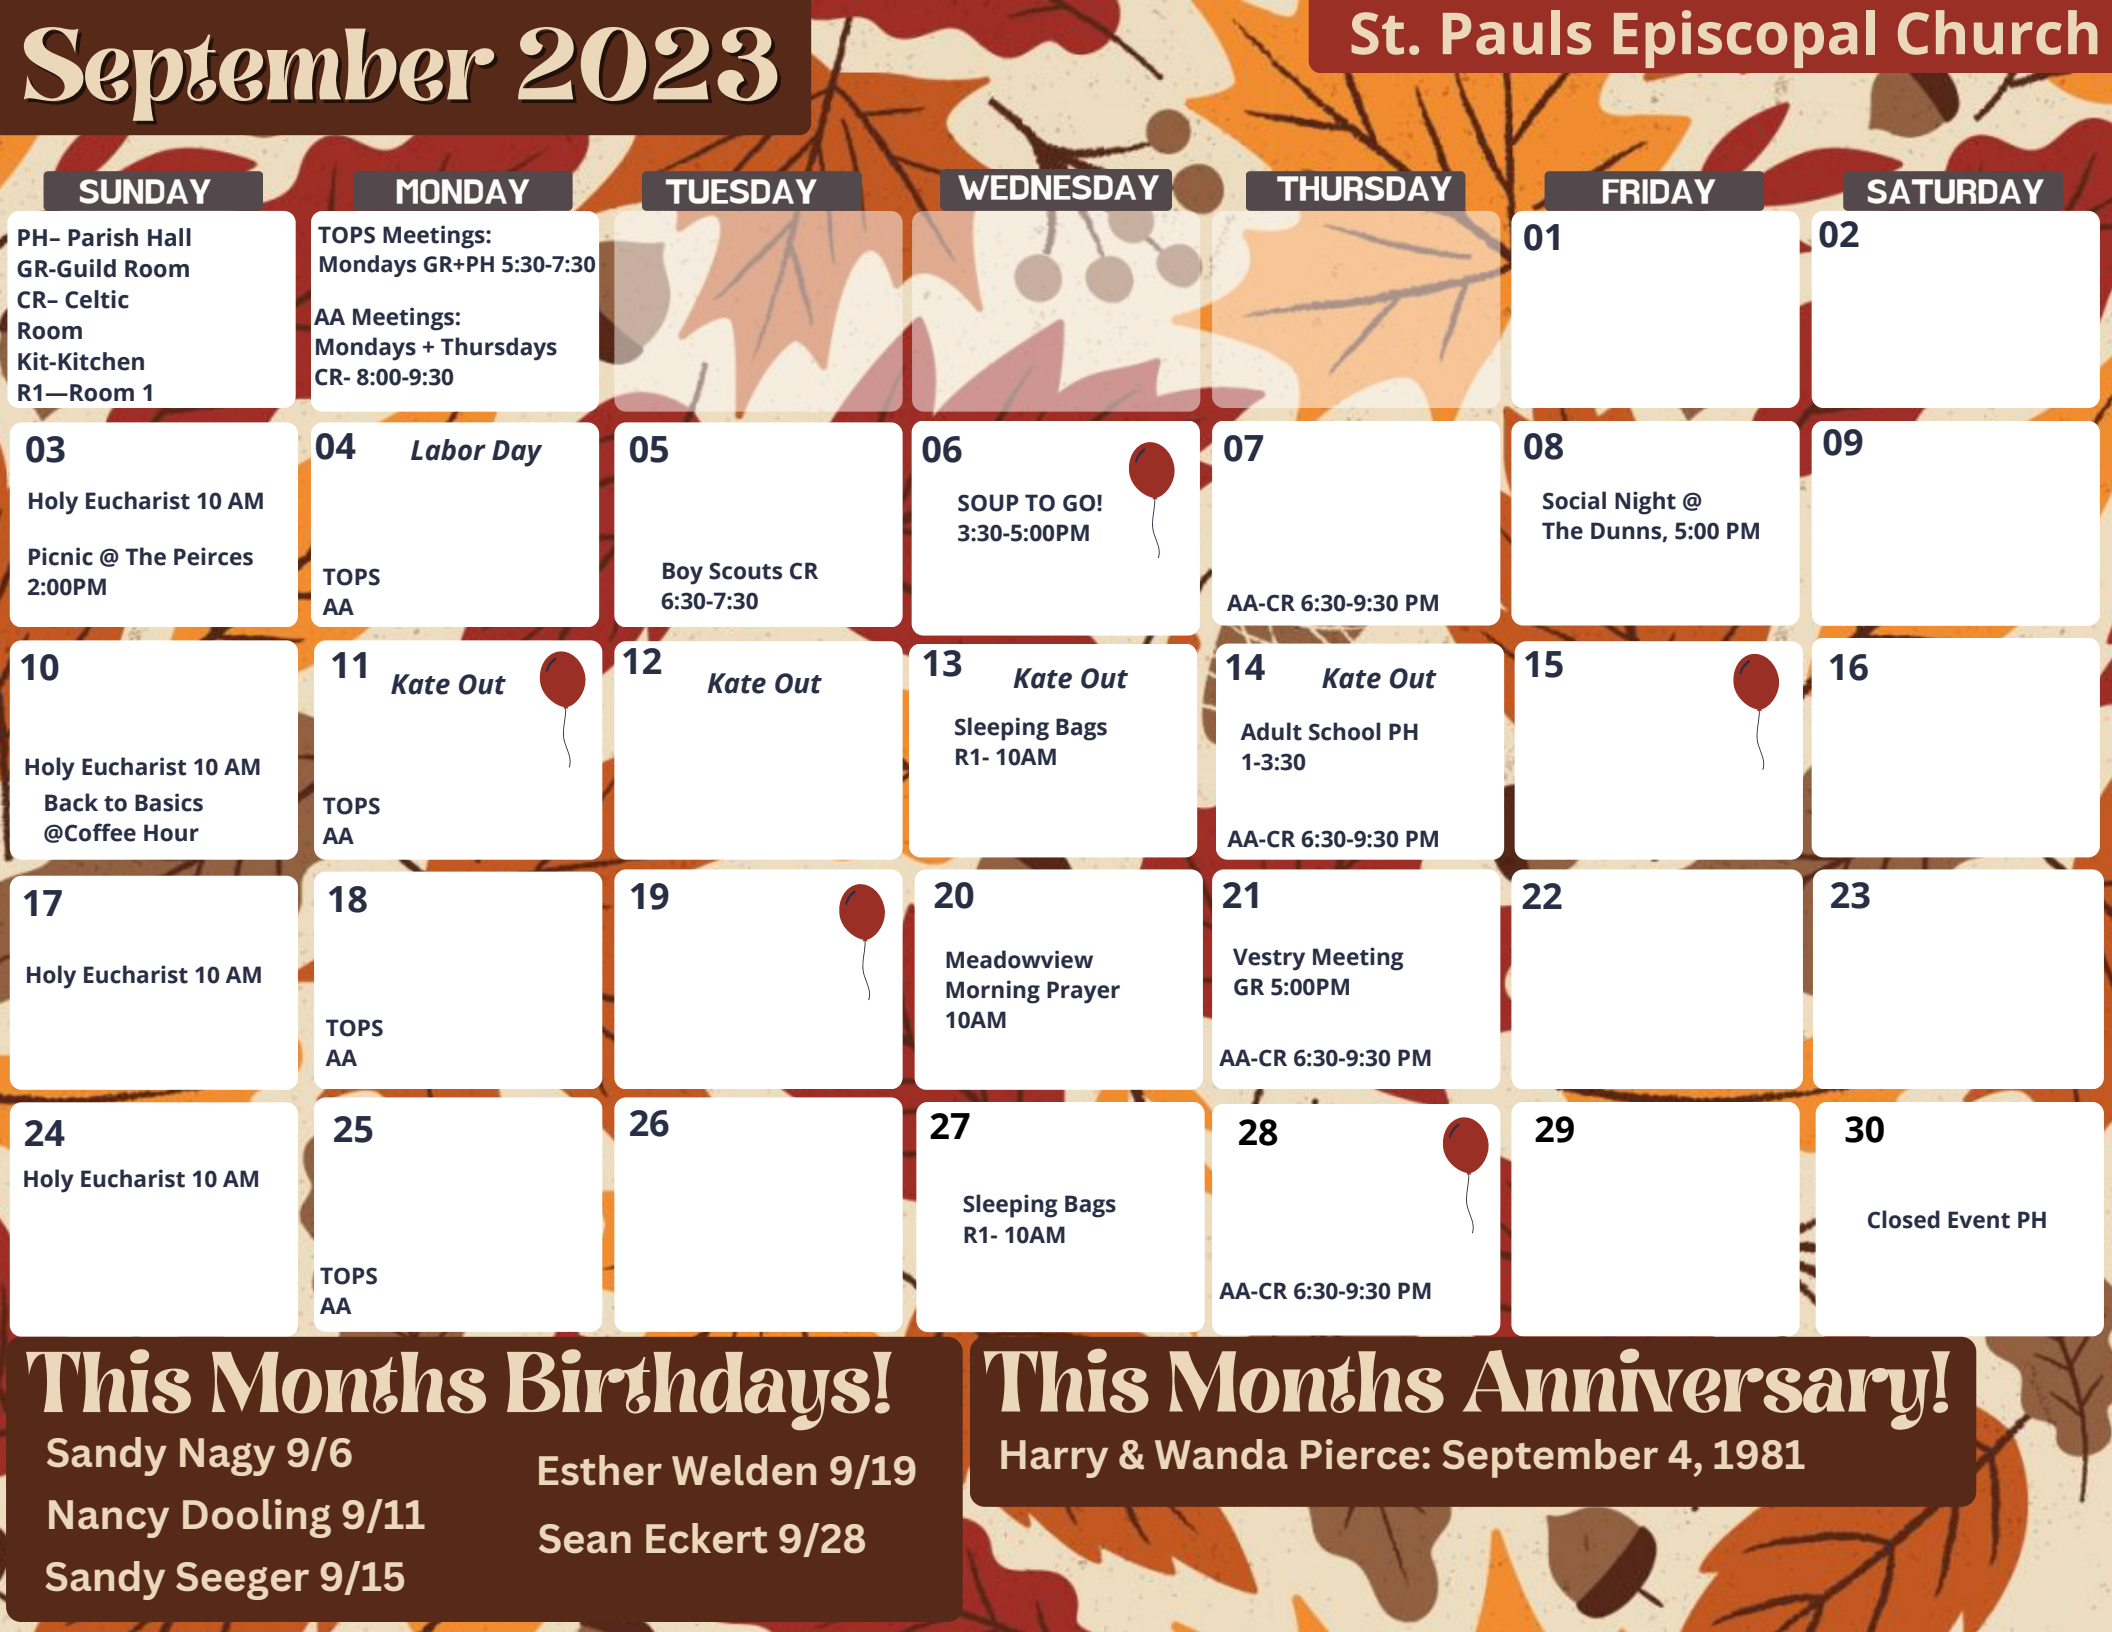 September 2023
St. Pauls Episcopal Church
SUNDAY
MONDAY
TUESDAY
WEDNESDAY
THURSDAY
FRIDAY
SATURDAY
PH– Parish Hall
GR-Guild Room
CR– Celtic
Room
Kit-Kitchen
R1—Room 1
TOPS Meetings:
Mondays GR+PH 5:30-7:30
AA Meetings:
Mondays + Thursdays
CR- 8:00-9:30
01
02
03
Holy Eucharist 10 AM
Picnic @ The Peirces
2:00PM
04
Labor Day
TOPS
AA
05
Boy Scouts CR
6:30-7:30
06
SOUP TO GO!
3:30-5:00PM
07
AA-CR 6:30-9:30 PM
08
Social Night @
The Dunns, 5:00 PM
09
10
Holy Eucharist 10 AM
Back to Basics
@Coffee Hour
11
Kate Out
TOPS
AA
12
Kate Out
13
Kate Out
Sleeping Bags
R1- 10AM
14
Kate Out
Adult School PH
1-3:30
AA-CR 6:30-9:30 PM
15
16
17
Holy Eucharist 10 AM
18
TOPS
AA
19
20
Meadowview
Morning Prayer
10AM
21
Vestry Meeting
GR 5:00PM
AA-CR 6:30-9:30 PM
22
23
24
Holy Eucharist 10 AM
25
TOPS
AA
26
27
Sleeping Bags
R1- 10AM
28
AA-CR 6:30-9:30 PM
29
30
Closed Event PH
This Months Birthdays!
Sandy Nagy 9/6
Nancy Dooling 9/11
Sandy Seeger 9/15
Esther Welden 9/19
Sean Eckert 9/28
This Months Anniversary!
Harry & Wanda Pierce: September 4, 1981